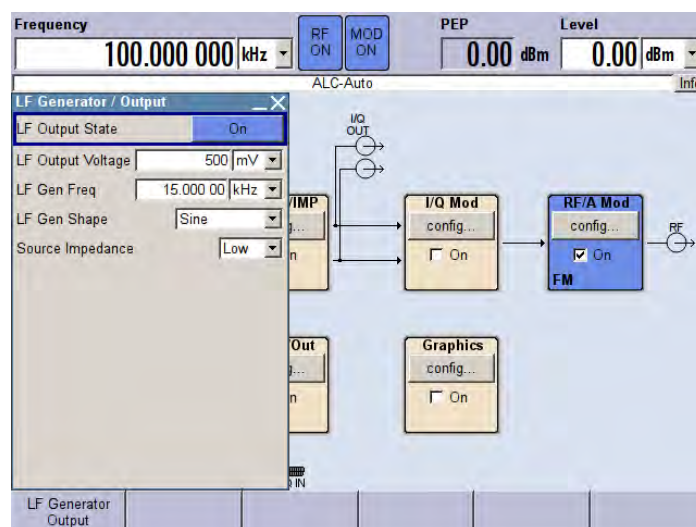 Frequency
100.000 000 kHz
RF ON
MOD ON
PEP
0.00 dBm
Level
0.00 dBm
ALC-Auto
LF Generator / Output
LF Output State On
LF Output Voltage 500 mV
LF Gen Freq 15.000 00 kHz
LF Gen Shape Sine
Source Impedance Low
I/Q OUT
/IMP
I/Q Mod
config...
On
RF/A Mod
config...
On
FM
RF
Out
Graphics
config...
On
IN
LF Generator Output